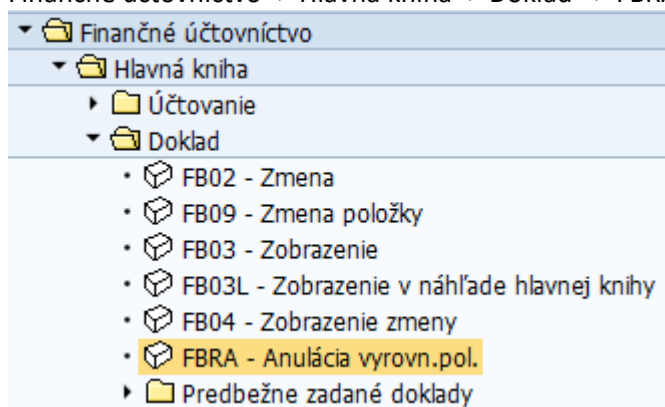 Finančné účtovníctvo
Hlavná kniha
Účtovanie
Doklad
FB02 - Zmena
FB09 - Zmena položky
FB03 - Zobrazenie
FB03L - Zobrazenie v náhľade hlavnej knihy
FB04 - Zobrazenie zmeny
FBRA - Anulácia vyrovn.pol.
Predbežne zadané doklady